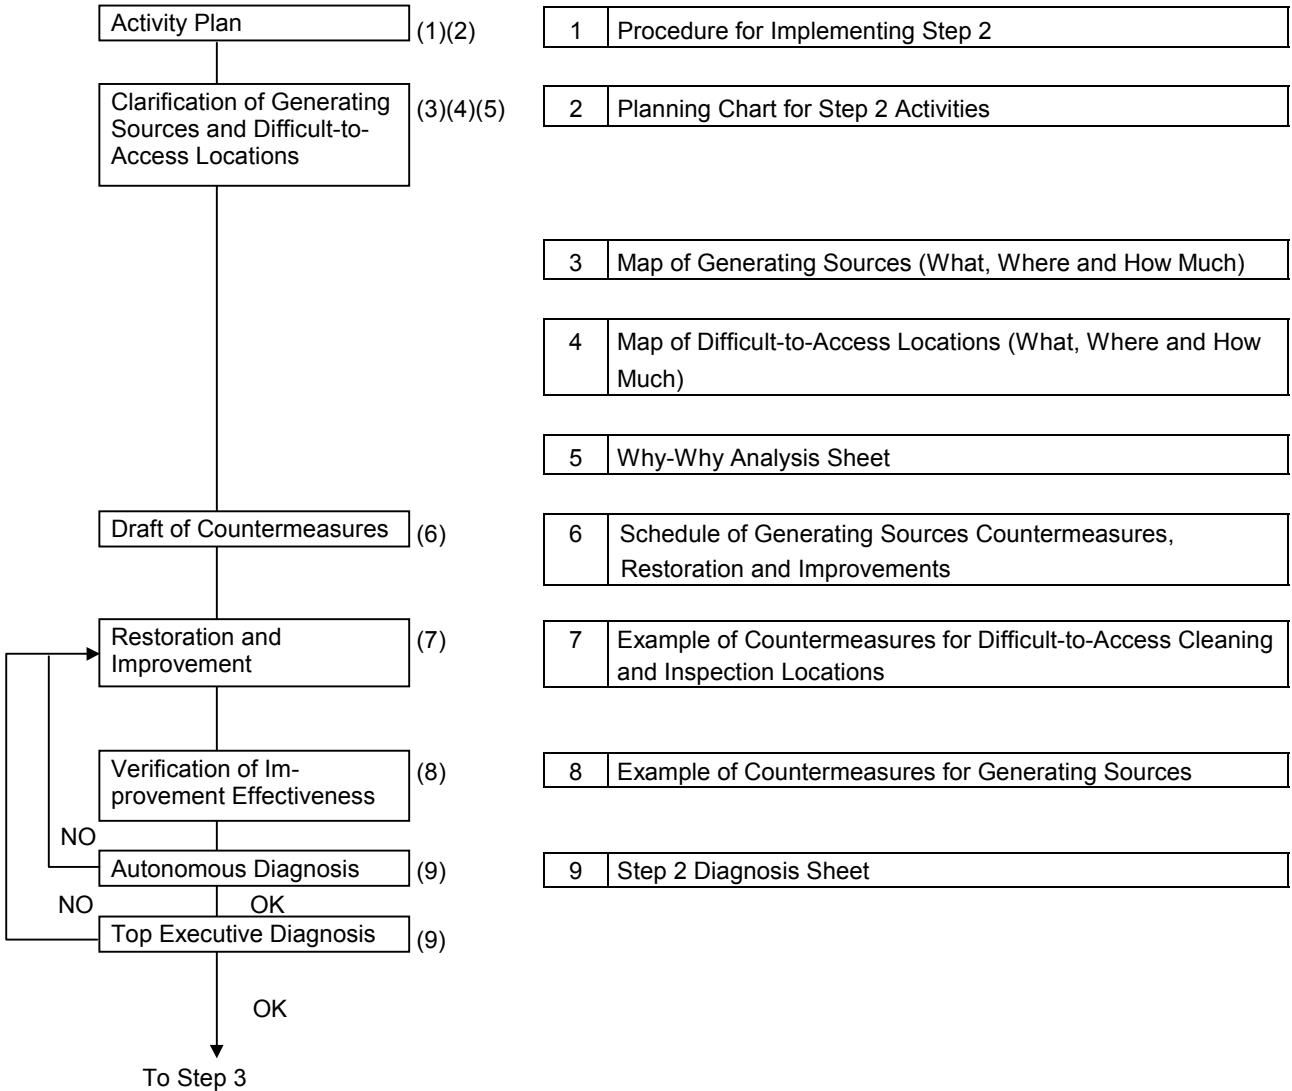 Activity Plan
(1)(2)
1 Procedure for Implementing Step 2
Clarification of Generating
Sources and Difficult-to-
Access Locations
(3)(4)(5)
2 Planning Chart for Step 2 Activities
3 Map of Generating Sources (What, Where and How Much)
4 Map of Difficult-to-Access Locations (What, Where and How
Much)
5 Why-Why Analysis Sheet
Draft of Countermeasures
(6)
6 Schedule of Generating Sources Countermeasures,
Restoration and Improvements
Restoration and
Improvement
(7)
7 Example of Countermeasures for Difficult-to-Access Cleaning
and Inspection Locations
Verification of Im-
provement Effectiveness
(8)
8 Example of Countermeasures for Generating Sources
NO
Autonomous Diagnosis
(9)
9 Step 2 Diagnosis Sheet
NO
OK
Top Executive Diagnosis
(9)
OK
To Step 3